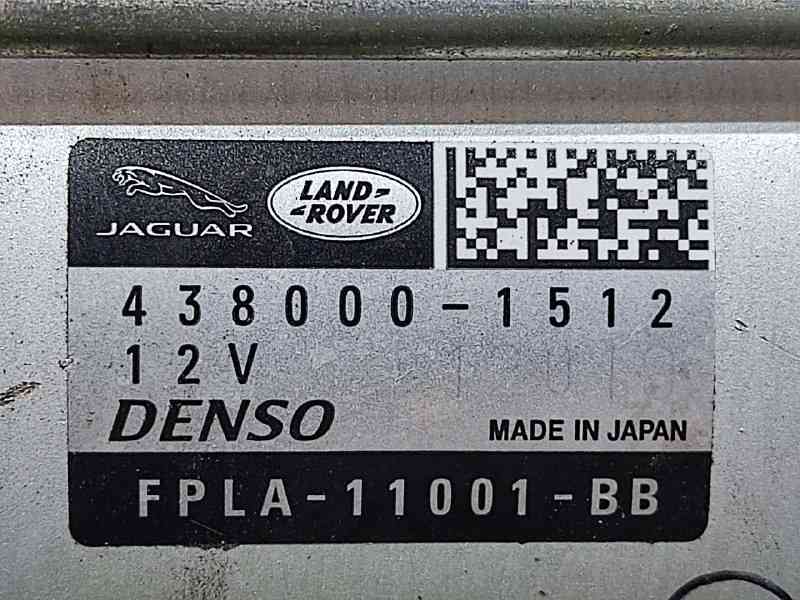 JAGUAR
LAND-
-ROVER
438000-1512
12V
DENSO
MADE IN JAPAN
FPLA-11001-BB